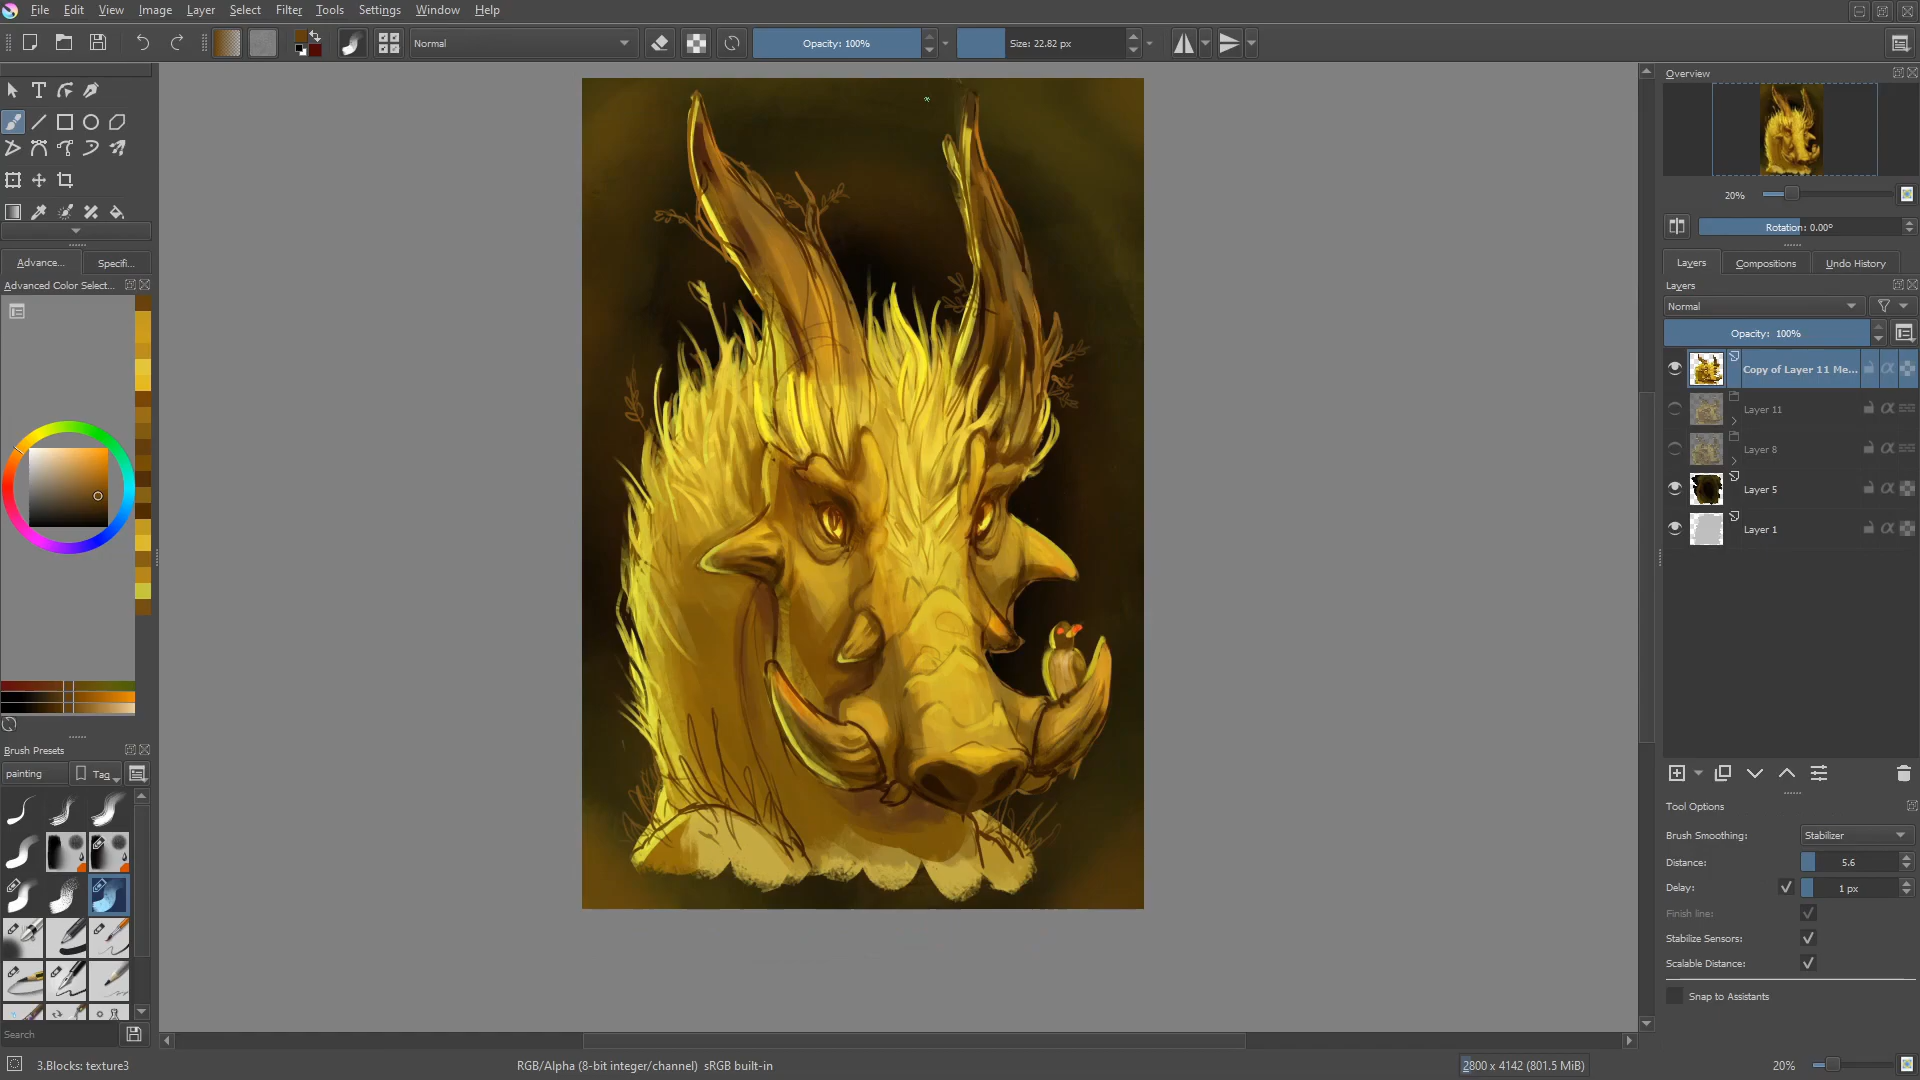 File Edit View Image Layer Select Filter Tools Settings Window Help
Normal Opacity: 100% Size: 22.82 px
Overview
20%
Rotation: 0.00°
Advance... Specifi...
Layers Compositions Undo History
Advanced Color Select...
Layers
Normal
Opacity: 100%
Copy of Layer 11 Me...
Layer 11
Layer 8
Layer 5
Layer 1
Brush Presets
painting Tag
Search
Tool Options
Brush Smoothing: Stabilizer
Distance: 5.6
Delay: 1 px
Finish line:
Stabilize Sensors:
Scalable Distance:
Snap to Assistants
3.Blocks: texture3 RGB/Alpha (8-bit integer/channel) sRGB built-in 2800 x 4142 (801.5 MiB) 20%